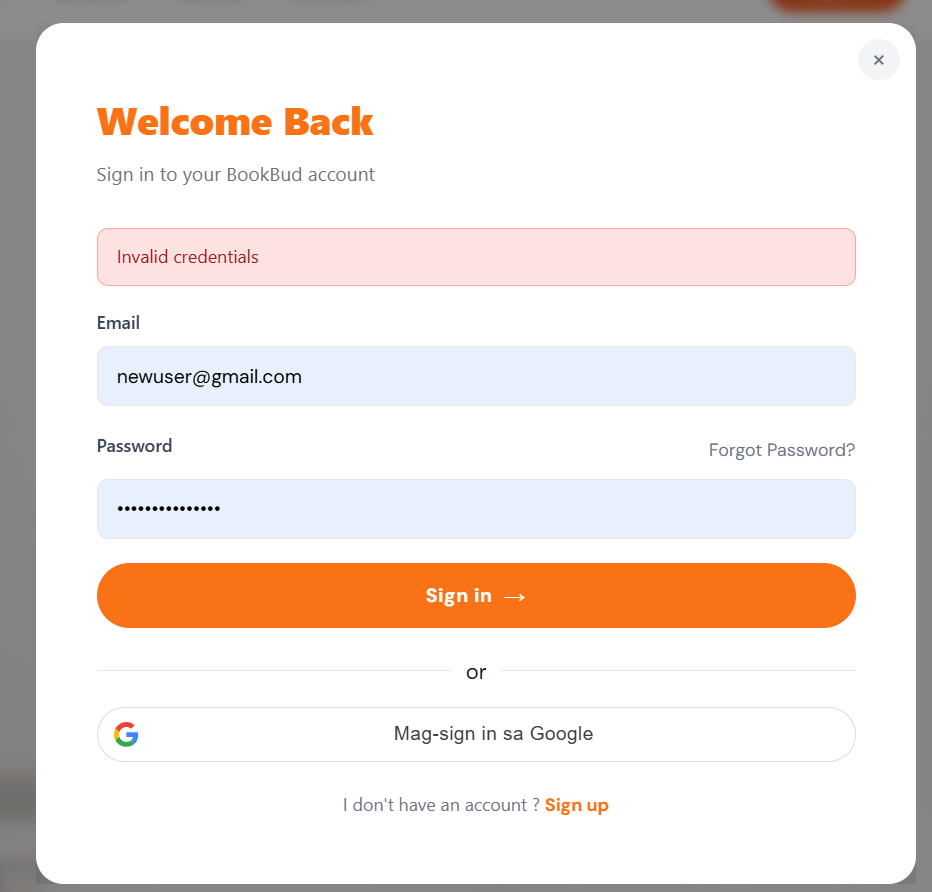 ×
Welcome Back
Sign in to your BookBud account
Invalid credentials
Email
newuser@gmail.com
Password
Forgot Password?
•••••••••••••••
Sign in →
or
Mag-sign in sa Google
I don't have an account ? Sign up